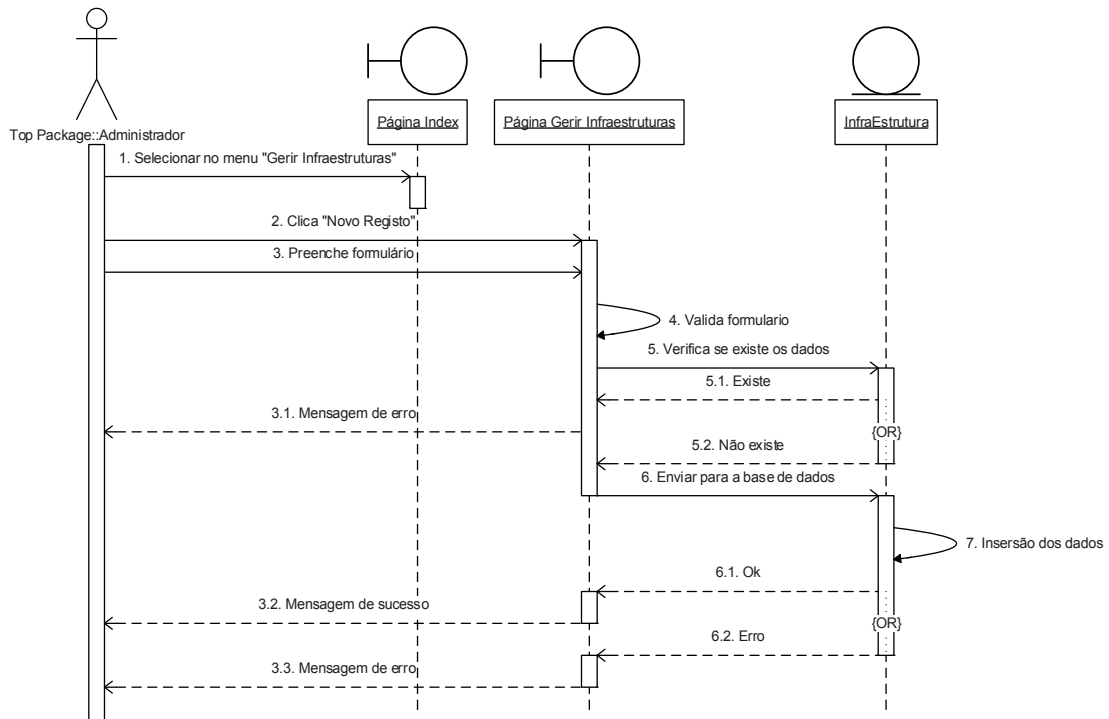 Top Package::Administrador
Página Index
Página Gerir Infraestruturas
InfraEstrutura
1. Selecionar no menu "Gerir Infraestruturas"
2. Clica "Novo Registo"
3. Preenche formulário
4. Valida formulario
5. Verifica se existe os dados
5.1. Existe
3.1. Mensagem de erro
{OR}
5.2. Não existe
6. Enviar para a base de dados
7. Insersão dos dados
6.1. Ok
3.2. Mensagem de sucesso
{OR}
6.2. Erro
3.3. Mensagem de erro